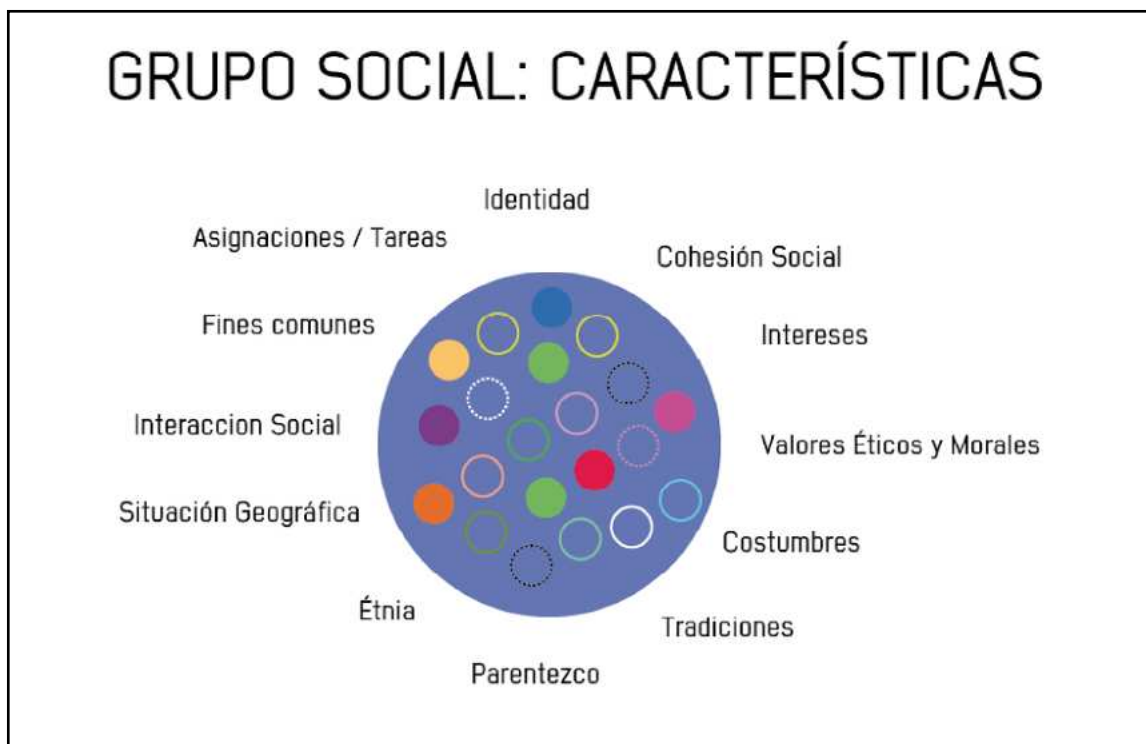 GRUPO SOCIAL: CARACTERÍSTICAS
Identidad
Asignaciones / Tareas
Cohesión Social
Fines comunes
Intereses
Interaccion Social
Valores Éticos y Morales
Situación Geográfica
Costumbres
Étnia
Tradiciones
Parentezco